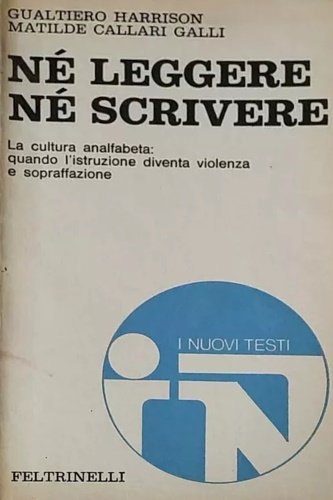 GUALTIERO HARRISON
MATILDE CALLARI GALLI
NÉ LEGGERE
NÉ SCRIVERE
La cultura analfabeta:
quando l'istruzione diventa violenza
e sopraffazione
I NUOVI TESTI
iN
FELTRINELLI